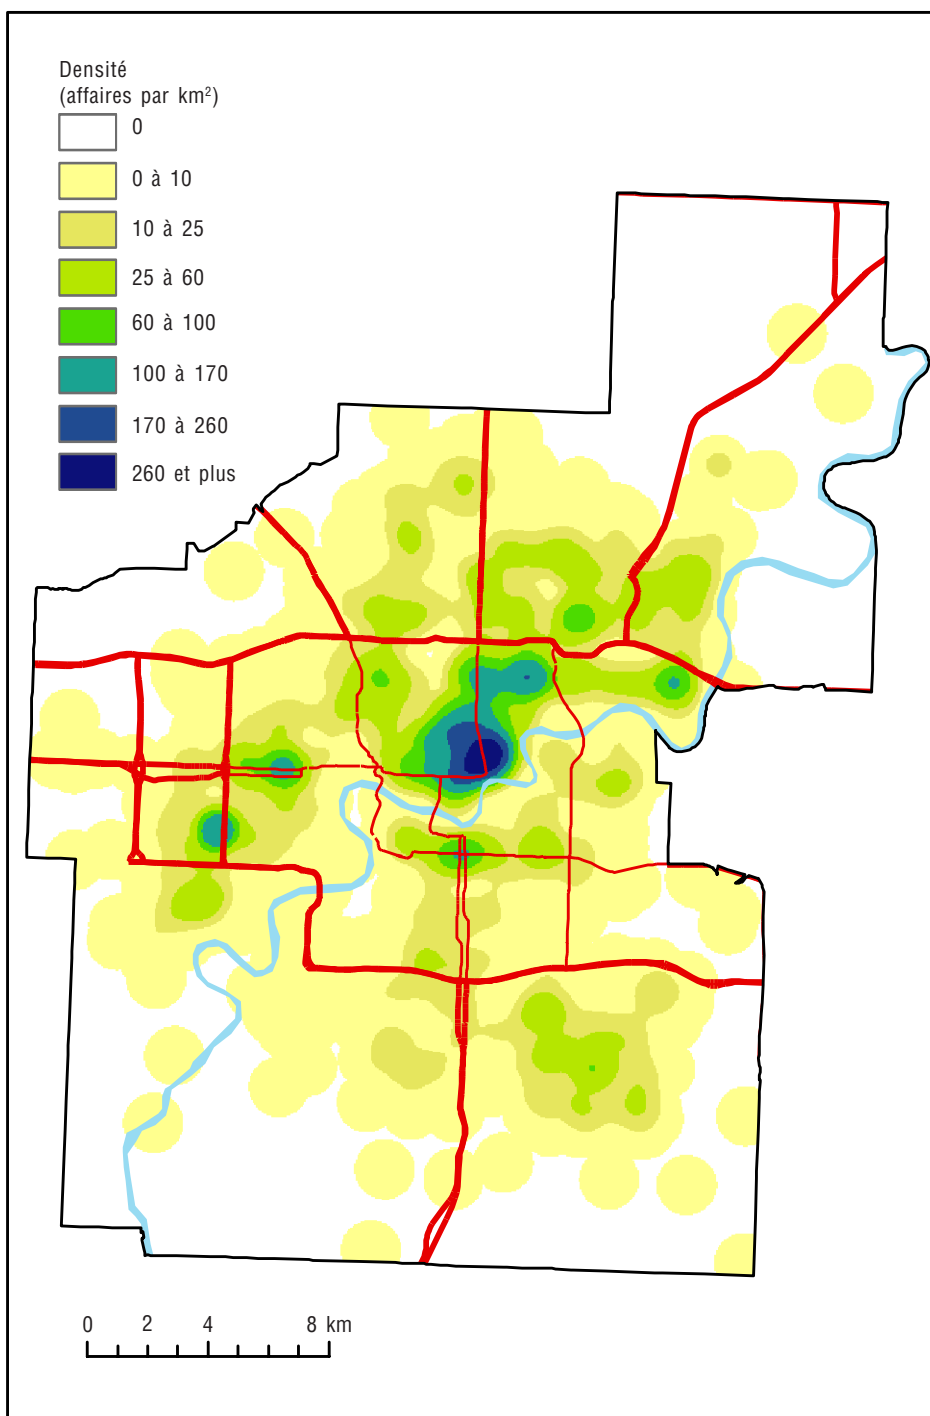 Densité
(affaires par km²)
0
0 à 10
10 à 25
25 à 60
60 à 100
100 à 170
170 à 260
260 et plus
0 2 4 8 km